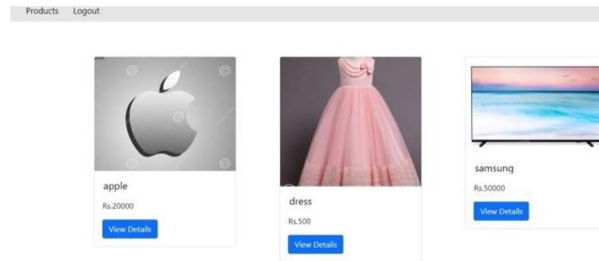 Products Logout
apple
Rs.20000
View Details
dress
Rs.500
View Details
samsung
Rs.50000
View Details